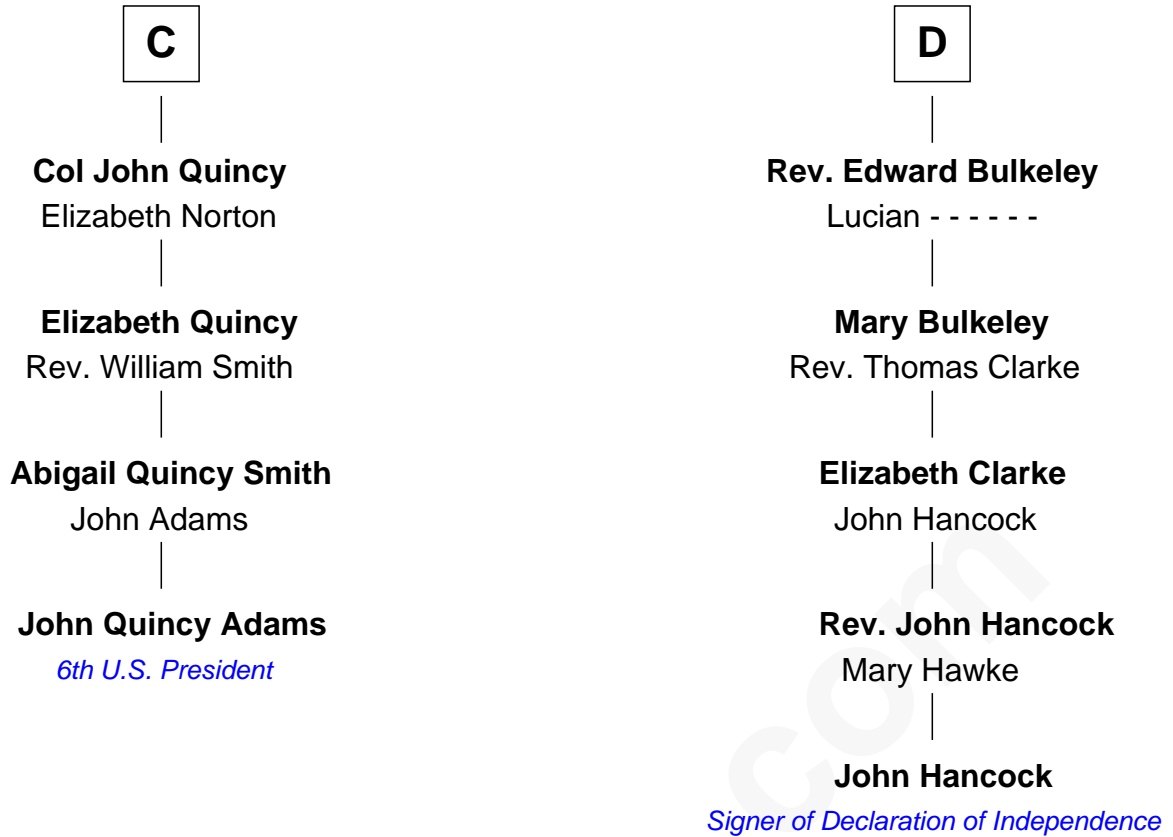 C
Col John Quincy
Elizabeth Norton
Elizabeth Quincy
Rev. William Smith
Abigail Quincy Smith
John Adams
John Quincy Adams
6th U.S. President
D
Rev. Edward Bulkeley
Lucian - - - - - -
Mary Bulkeley
Rev. Thomas Clarke
Elizabeth Clarke
John Hancock
Rev. John Hancock
Mary Hawke
John Hancock
Signer of Declaration of Independence
com